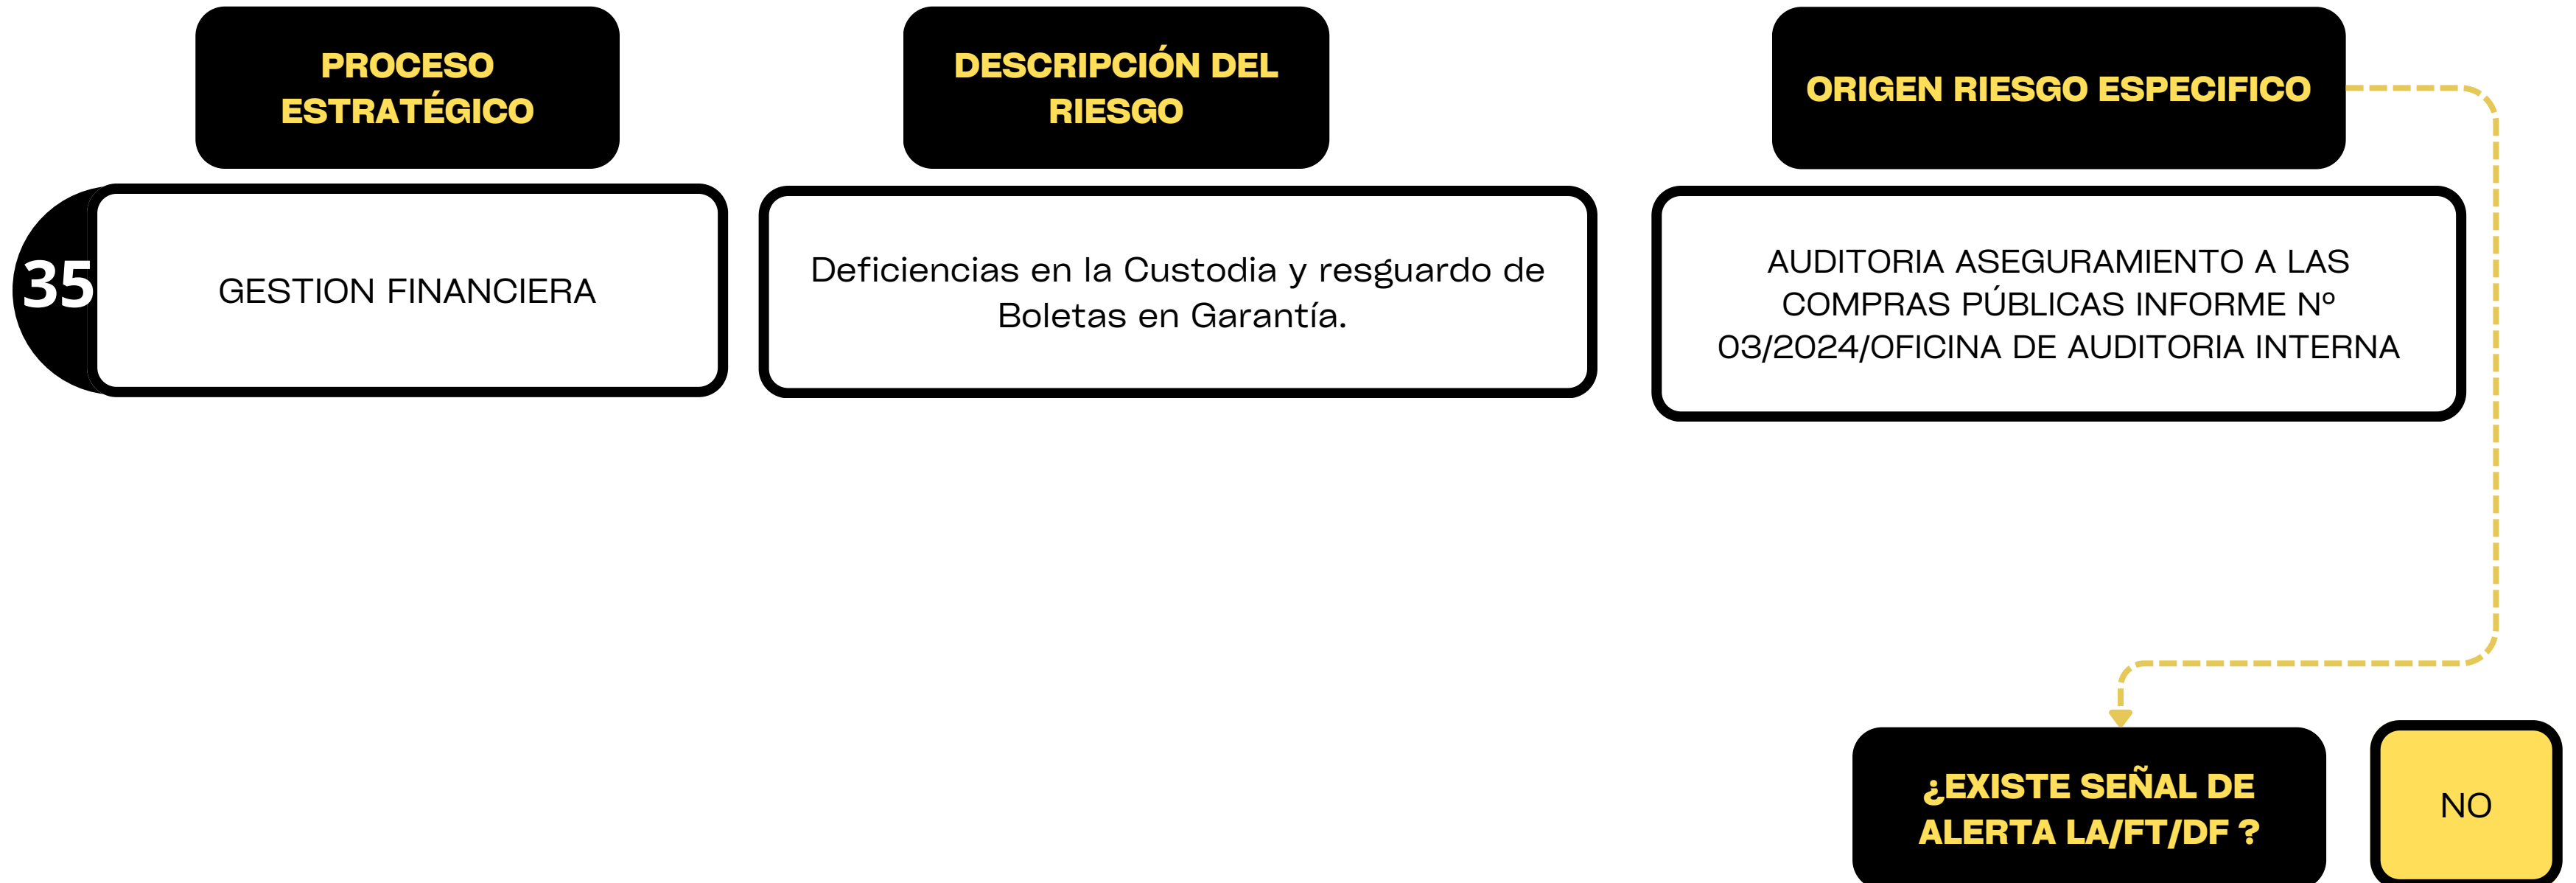 PROCESO
ESTRATÉGICO
DESCRIPCIÓN DEL
RIESGO
ORIGEN RIESGO ESPECIFICO
35
GESTION FINANCIERA
Deficiencias en la Custodia y resguardo de
Boletas en Garantía.
AUDITORIA ASEGURAMIENTO A LAS
COMPRAS PÚBLICAS INFORME Nº
03/2024/OFICINA DE AUDITORIA INTERNA
¿EXISTE SEÑAL DE
ALERTA LA/FT/DF ?
NO